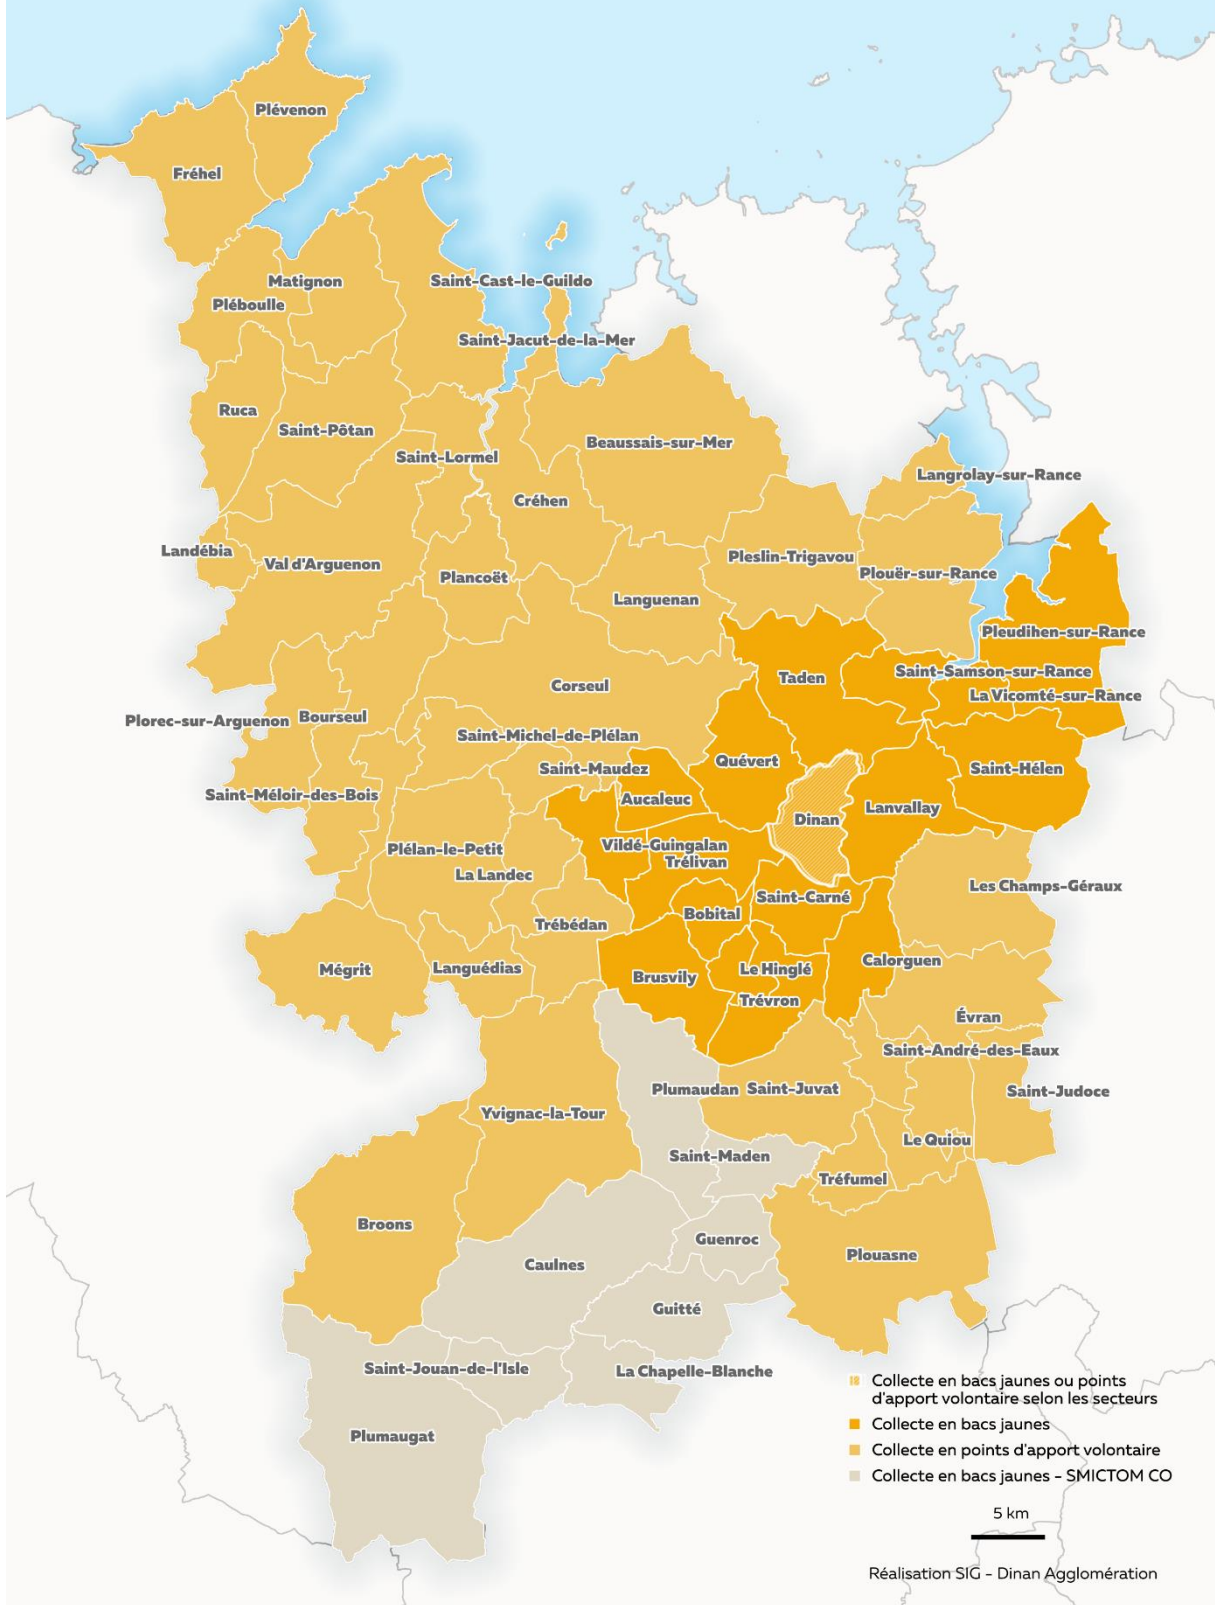 Plévenon
Fréhel
Matignon
Saint-Cast-le-Guildo
Pléboulle
Saint-Jacut-de-la-Mer
Ruca
Saint-Pôtan
Beaussais-sur-Mer
Saint-Lormel
Langrolay-sur-Rance
Créhen
Landébia
Val d'Arguenon
Pleslin-Trigavou
Plouër-sur-Rance
Plancoët
Languenan
Pleudihen-sur-Rance
Saint-Samson-sur-Rance
Taden
Corseul
La Vicomté-sur-Rance
Plorec-sur-Arguenon
Bourseul
Saint-Michel-de-Plélan
Quévert
Saint-Maudez
Saint-Hélen
Saint-Méloir-des-Bois
Aucaleuc
Lanvallay
Dinan
Plélan-le-Petit
Vildé-Guingalan
Trélivan
La Landec
Les Champs-Géraux
Saint-Carné
Bobital
Trébédan
Calorguen
Mégrit
Languédias
Le Hinglé
Brusvily
Trévron
Évran
Saint-André-des-Eaux
Plumaudan
Saint-Juvat
Saint-Judoce
Yvignac-la-Tour
Le Quiou
Saint-Maden
Tréfumel
Broons
Guenroc
Plouasne
Caulnes
Guitté
Saint-Jouan-de-l'Isle
La Chapelle-Blanche
Plumaugat
Collecte en bacs jaunes ou points
d'apport volontaire selon les secteurs
Collecte en bacs jaunes
Collecte en points d'apport volontaire
Collecte en bacs jaunes - SMICTOM CO
5 km
Réalisation SIG - Dinan Agglomération